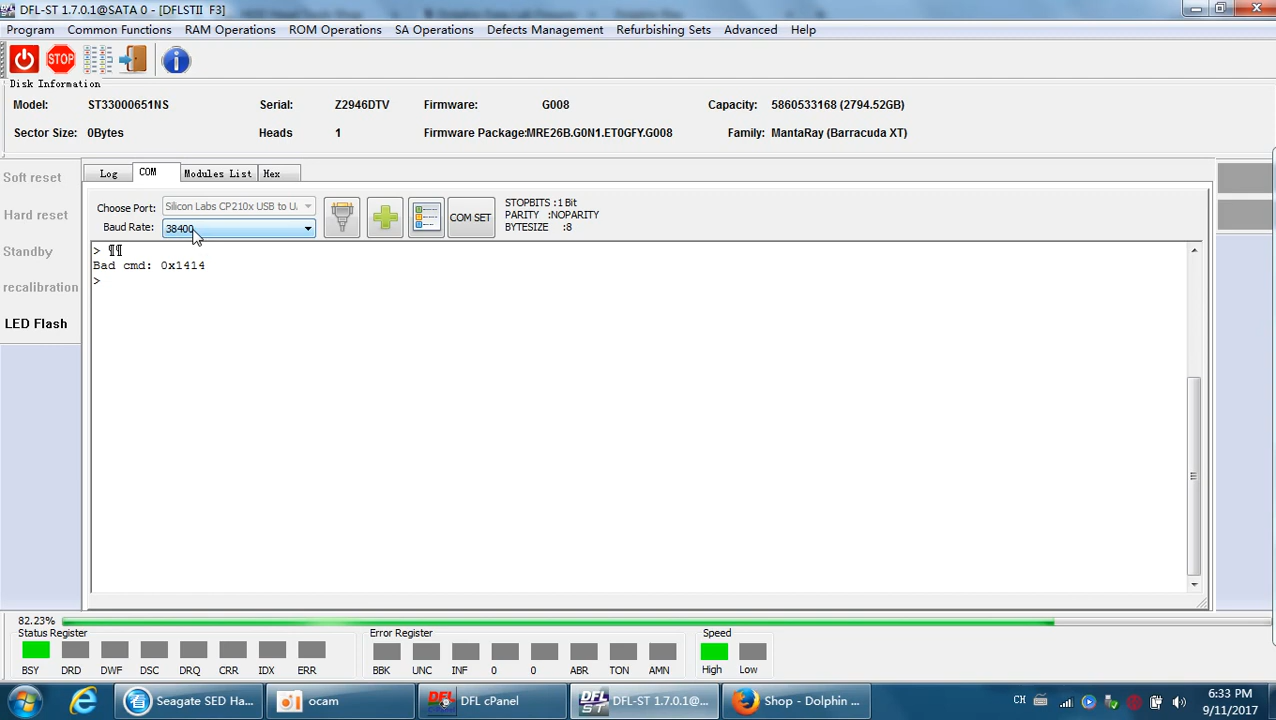 DFL-ST 1.7.0.1@SATA 0 - [DFLSTII F3]
Program Common Functions RAM Operations ROM Operations SA Operations Defects Management Refurbishing Sets Advanced Help
STOP
Disk Information
Model: ST33000651NS Serial: Z2946DTV Firmware: G008 Capacity: 5860533168 (2794.52GB)
Sector Size: 0Bytes Heads 1 Firmware Package:MRE26B.G0N1.ET0GFY.G008 Family: MantaRay (Barracuda XT)
Soft reset
Hard reset
Standby
recalibration
LED Flash
Log COM Modules List Hex
Choose Port: Silicon Labs CP210x USB to U
Baud Rate: 38400
COM SET
STOPBITS :1 Bit
PARITY :NOPARITY
BYTESIZE :8
> ¶¶
Bad cmd: 0x1414
>
82.23%
Status Register Error Register Speed
BSY DRD DWF DSC DRQ CRR IDX ERR BBK UNC INF 0 0 ABR TON AMN High Low
Seagate SED Ha... ocam DFL cPanel DFL-ST 1.7.0.1@... Shop - Dolphin ...
CH
6:33 PM
9/11/2017